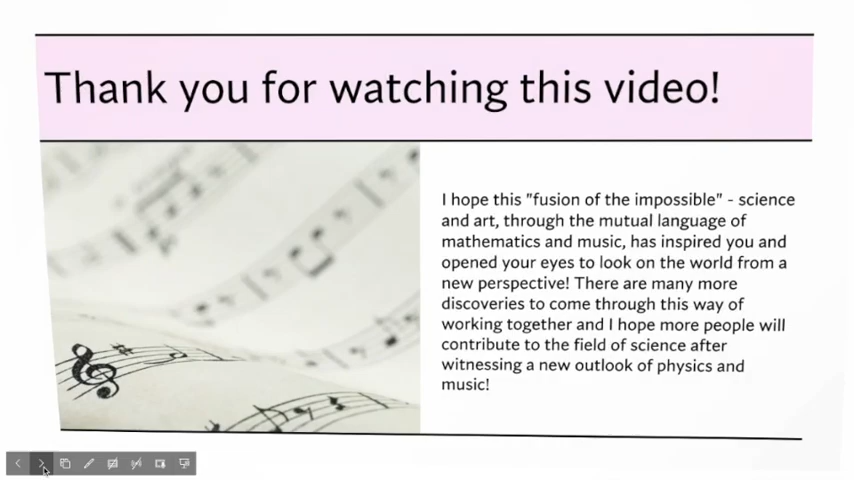 Thank you for watching this video!
I hope this "fusion of the impossible" - science
and art, through the mutual language of
mathematics and music, has inspired you and
opened your eyes to look on the world from a
new perspective! There are many more
discoveries to come through this way of
working together and I hope more people will
contribute to the field of science after
witnessing a new outlook of physics and
music!